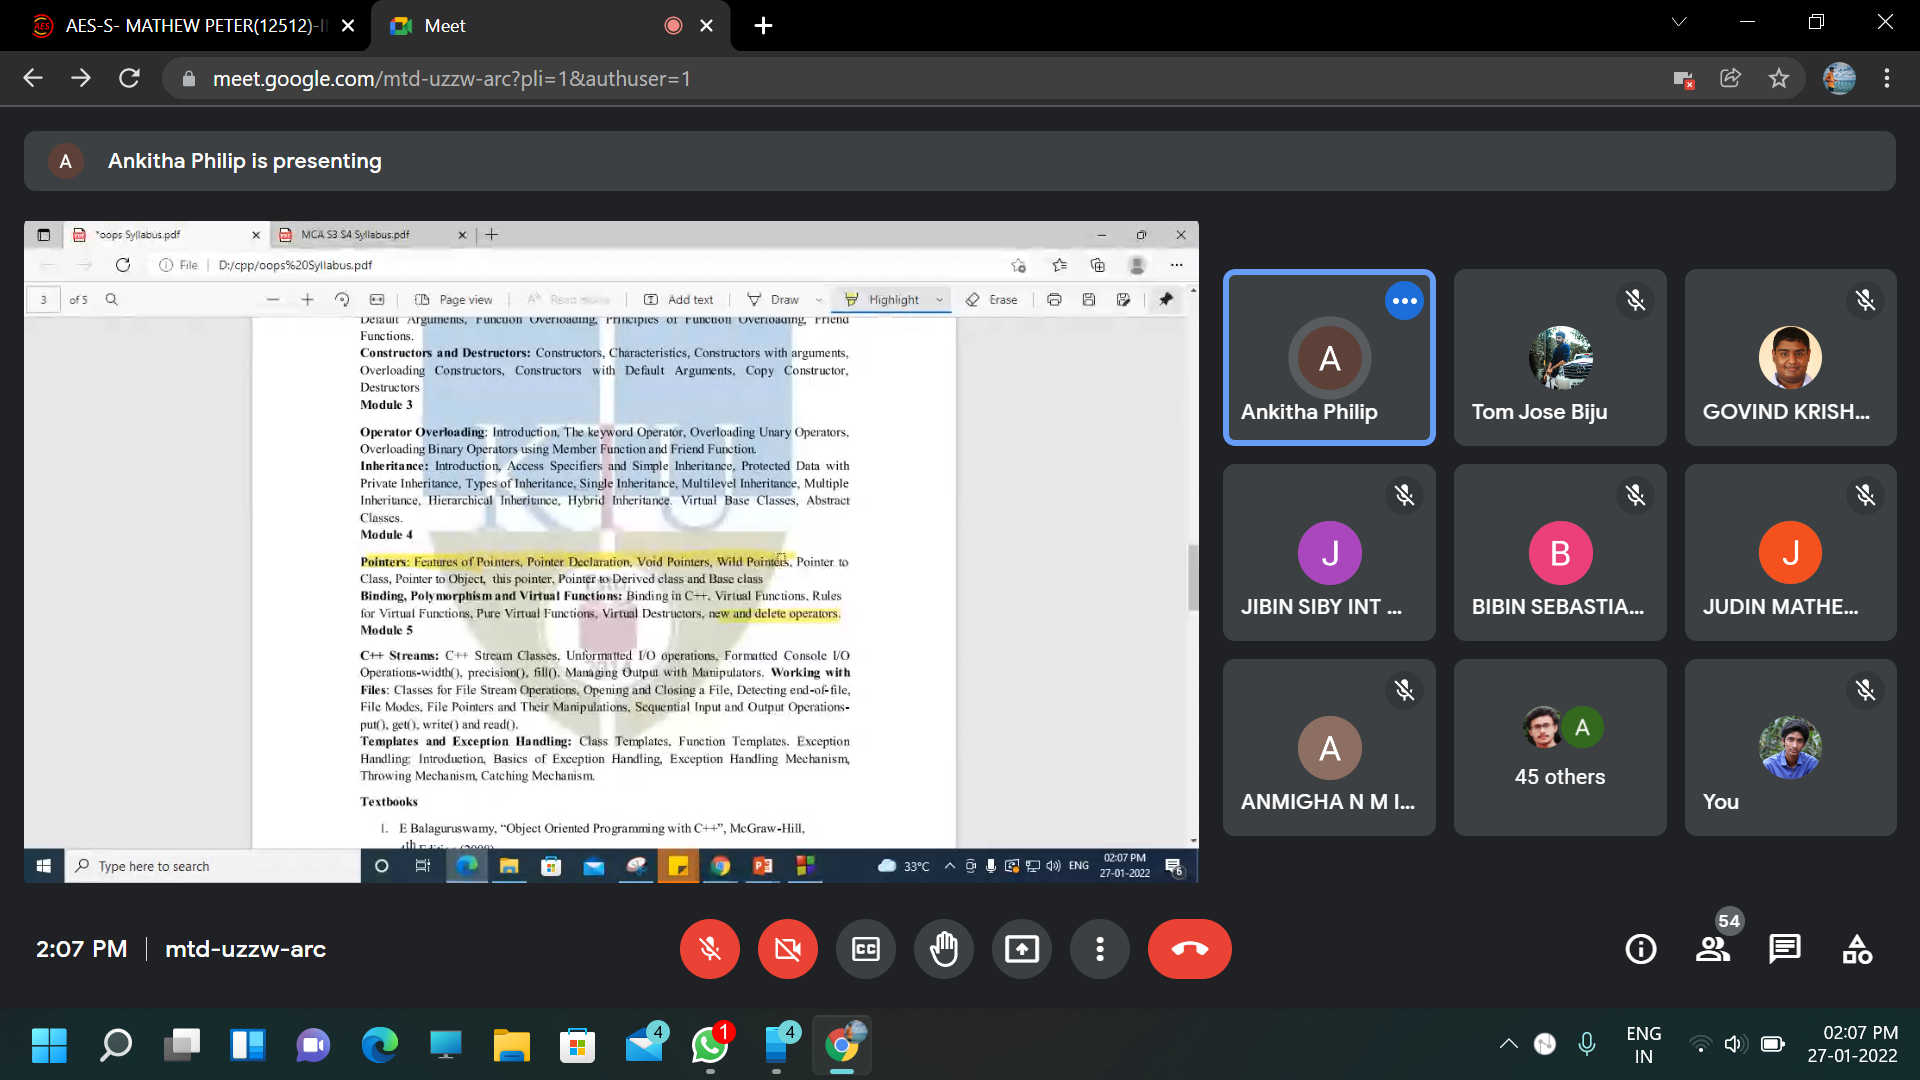 AES-S- MATHEW PETER(12512)-I
Meet
meet.google.com/mtd-uzzw-arc?pli=1&authuser=1
A
Ankitha Philip is presenting
*oops Syllabus.pdf
MCA S3 S4 Syllabus.pdf
File
D:/cpp/oops%20Syllabus.pdf
3 of 5
Page view
Read
Add text
Draw
Highlight
Erase
Default Arguments, Function Overloading, Principles of Function Overloading, Friend
Functions.
Constructors and Destructors: Constructors, Characteristics, Constructors with arguments,
Overloading Constructors, Constructors with Default Arguments, Copy Constructor,
Destructors
Module 3
Operator Overloading: Introduction, The keyword Operator, Overloading Unary Operators,
Overloading Binary Operators using Member Function and Friend Function.
Inheritance: Introduction, Access Specifiers and Simple Inheritance, Protected Data with
Private Inheritance, Types of Inheritance, Single Inheritance, Multilevel Inheritance, Multiple
Inheritance, Hierarchical Inheritance, Hybrid Inheritance. Virtual Base Classes, Abstract
Classes.
Module 4
Pointers: Features of Pointers, Pointer Declaration, Void Pointers, Wild Pointers, Pointer to
Class, Pointer to Object, this pointer, Pointer to Derived class and Base class
Binding, Polymorphism and Virtual Functions: Binding in C++, Virtual Functions, Rules
for Virtual Functions, Pure Virtual Functions, Virtual Destructors, new and delete operators.
Module 5
C++ Streams: C++ Stream Classes, Unformatted I/O operations, Formatted Console I/O
Operations-width(), precision(), fill(). Managing Output with Manipulators. Working with
Files: Classes for File Stream Operations, Opening and Closing a File, Detecting end-of-file,
File Modes, File Pointers and Their Manipulations, Sequential Input and Output Operations-
put(), get(), write() and read().
Templates and Exception Handling: Class Templates, Function Templates. Exception
Handling: Introduction, Basics of Exception Handling, Exception Handling Mechanism,
Throwing Mechanism, Catching Mechanism.
Textbooks
1. E Balaguruswamy, “Object Oriented Programming with C++”, McGraw-Hill,
4th Edition (2008)
KTU
Type here to search
33°C
ENG
02:07 PM
27-01-2022
6
A
Ankitha Philip
Tom Jose Biju
GOVIND KRISH...
J
JIBIN SIBY INT ...
B
BIBIN SEBASTIA...
J
JUDIN MATHE...
A
ANMIGHA N M I...
A
45 others
You
2:07 PM
mtd-uzzw-arc
CC
54
4
1
4
ENG
IN
02:07 PM
27-01-2022